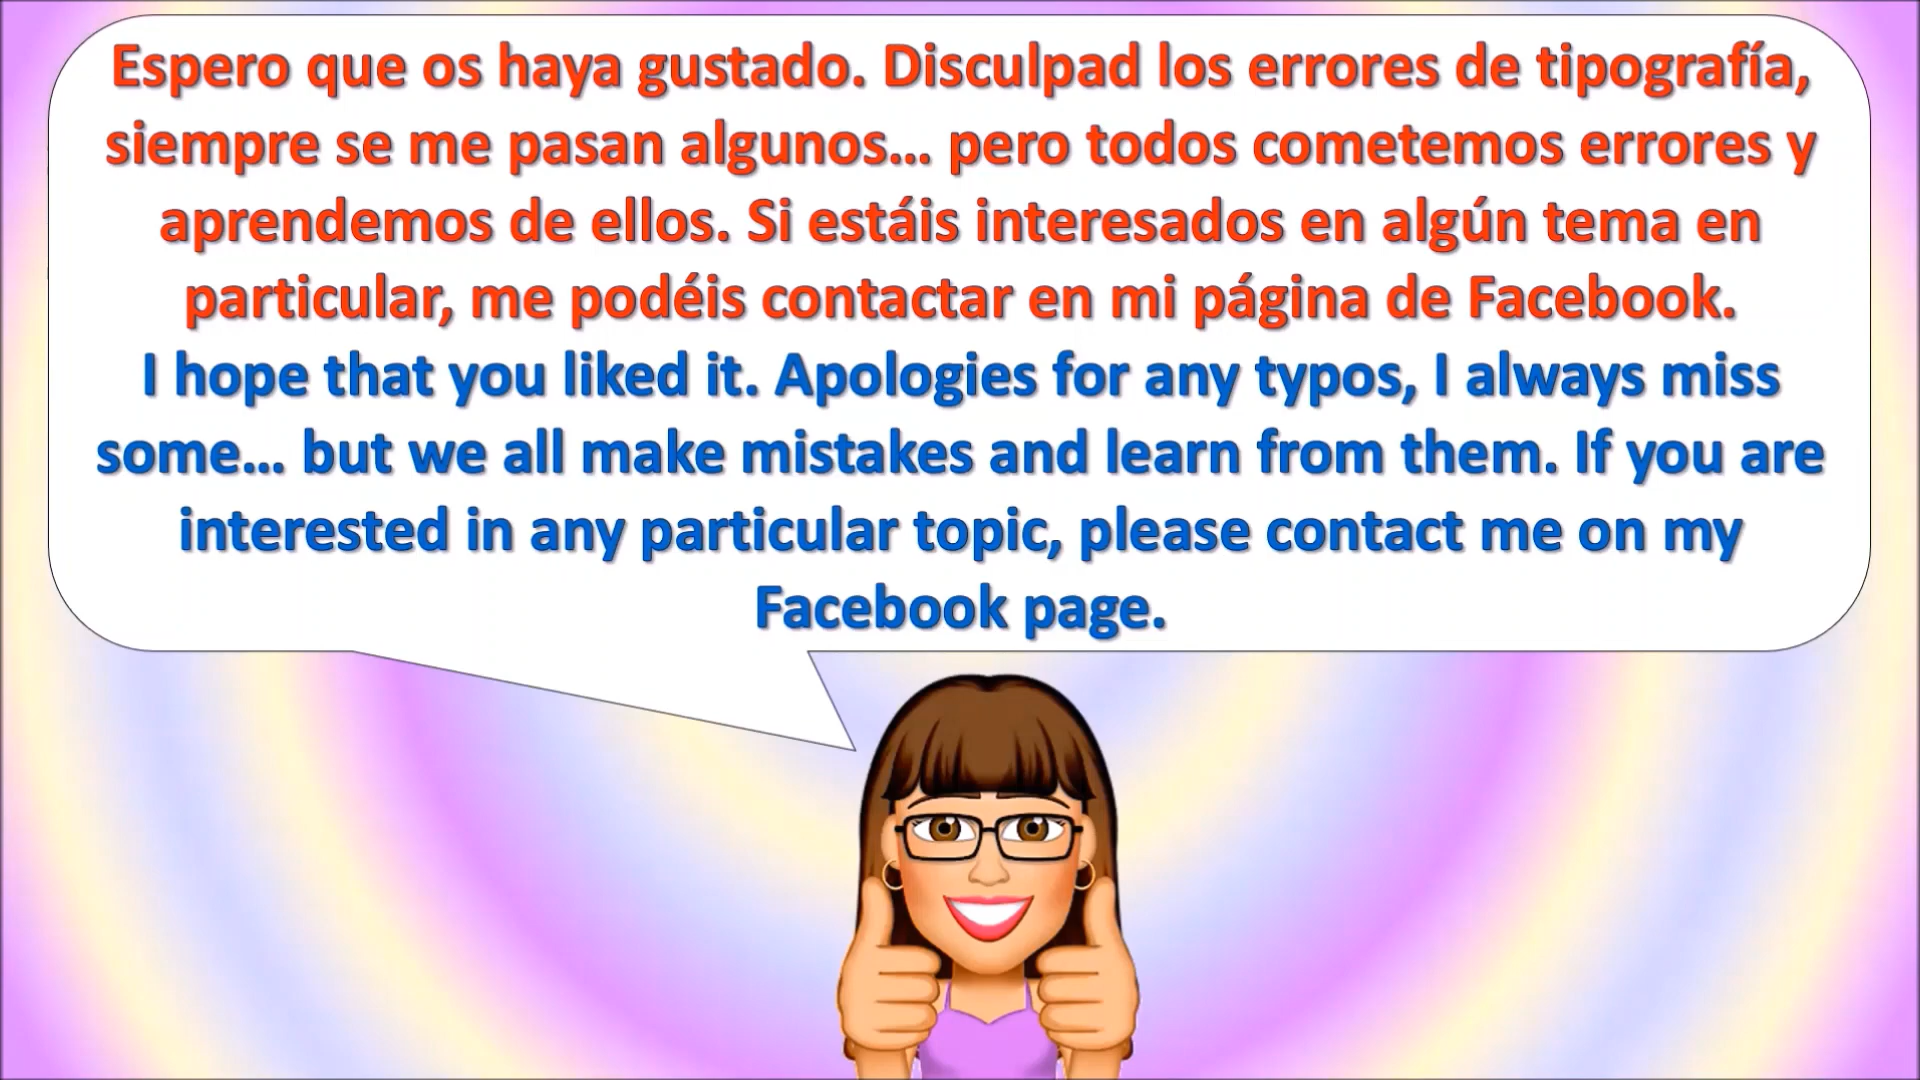 Espero que os haya gustado. Disculpad los errores de tipografía,
siempre se me pasan algunos... pero todos cometemos errores y
aprendemos de ellos. Si estáis interesados en algún tema en
particular, me podéis contactar en mi página de Facebook.
I hope that you liked it. Apologies for any typos, I always miss
some... but we all make mistakes and learn from them. If you are
interested in any particular topic, please contact me on my
Facebook page.